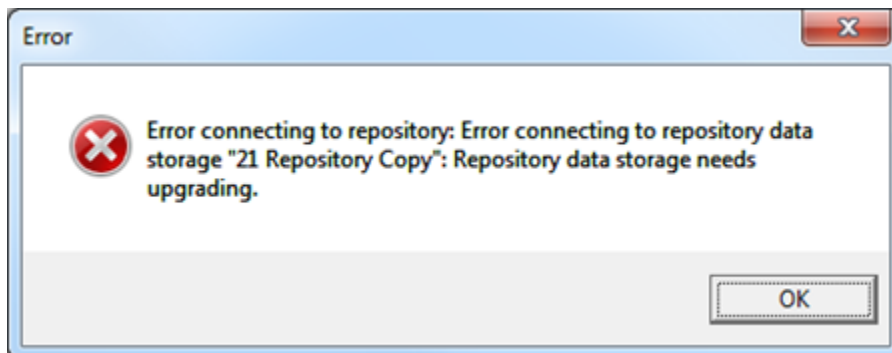 Error
Error connecting to repository: Error connecting to repository data
storage "21 Repository Copy": Repository data storage needs
upgrading.
OK